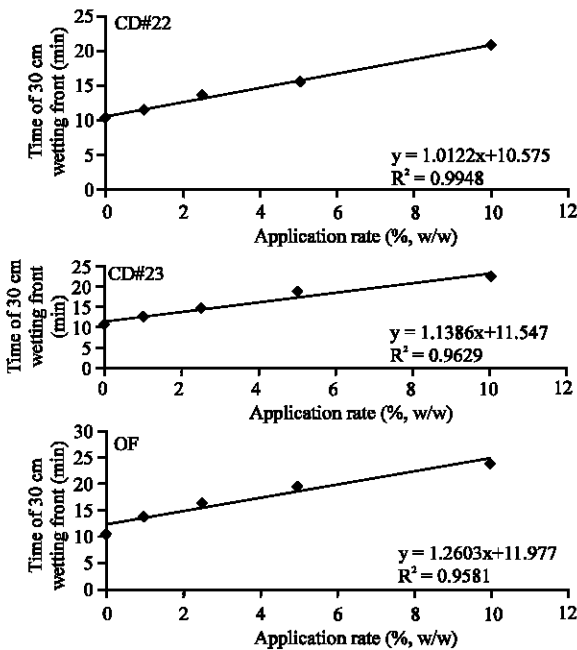 CD#22
Time of 30 cm
wetting front (min)
25
20
15
10
5
0
y = 1.0122x+10.575
R² = 0.9948
0 2 4 6 8 10 12
Application rate (%, w/w)
CD#23
Time of 30 cm
wetting front
(min)
25
20
15
10
5
0
y = 1.1386x+11.547
R² = 0.9629
0 2 4 6 8 10 12
Application rate (%, w/w)
OF
Time of 30 cm
wetting front (min)
30
25
20
15
10
5
0
y = 1.2603x+11.977
R² = 0.9581
0 2 4 6 8 10 12
Application rate (%, w/w)